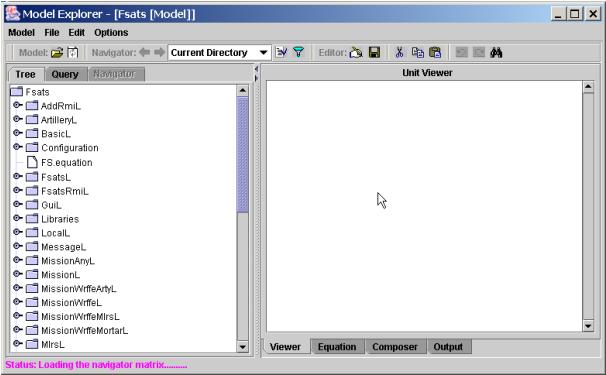 Model Explorer - [Fsats [Model]]
Model File Edit Options
Model: Navigator: Current Directory Editor:
Tree Query Navigator
Unit Viewer
Fsats
AddRmiL
ArtilleryL
BasicL
Configuration
FS.equation
FsatsL
FsatsRmiL
GuiL
Libraries
LocalL
MessageL
MissionAnyL
MissionL
MissionWrffeArtyL
MissionWrffeL
MissionWrffeMlrsL
MissionWrffeMortarL
MlrsL
Viewer Equation Composer Output
Status: Loading the navigator matrix..........